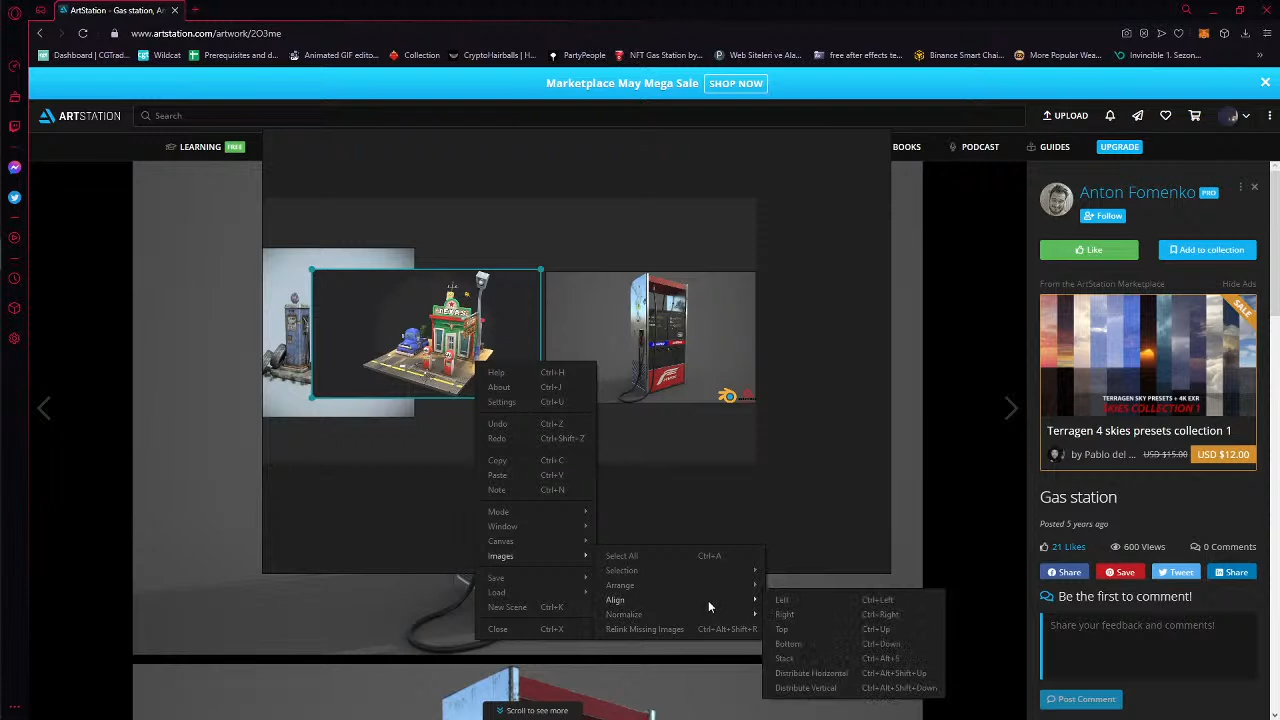 ArtStation - Gas station, An
www.artstation.com/artwork/2O3me
Dashboard | CGTrad... Wildcat Prerequisites and d... Animated GIF edito... Collection CryptoHairballs | H... PartyPeople NFT Gas Station by... Web Siteleri ve Alay... free after effects te... Binance Smart Chai... More Popular Wea... Invincible 1. Sezon...
Marketplace May Mega Sale SHOP NOW
ARTSTATION Search UPLOAD
LEARNING FREE BOOKS PODCAST GUIDES UPGRADE
Anton Fomenko PRO
Follow
Like Add to collection
From the ArtStation Marketplace Hide Ads
SALE
TEXAS
TERRAGEN SKY PRESETS + 4K EXR
SKIES COLLECTION 1
Terragen 4 skies presets collection 1
by Pablo del ... USD $15.00 USD $12.00
Gas station
Posted 5 years ago
21 Likes 600 Views 0 Comments
Share Save Tweet Share
Be the first to comment!
Share your feedback and comments!
Post Comment
Help Ctrl+H
About Ctrl+J
Settings Ctrl+U
Undo Ctrl+Z
Redo Ctrl+Shift+Z
Copy Ctrl+C
Paste Ctrl+V
Note Ctrl+N
Mode
Window
Canvas
Images
Save
Load
New Scene Ctrl+K
Close Ctrl+X
Select All Ctrl+A
Selection
Arrange
Align
Normalize
Relink Missing Images Ctrl+Alt+Shift+R
Left Ctrl+Left
Right Ctrl+Right
Top Ctrl+Up
Bottom Ctrl+Down
Stack Ctrl+Alt+S
Distribute Horizontal Ctrl+Alt+Shift+Up
Distribute Vertical Ctrl+Alt+Shift+Down
Scroll to see more